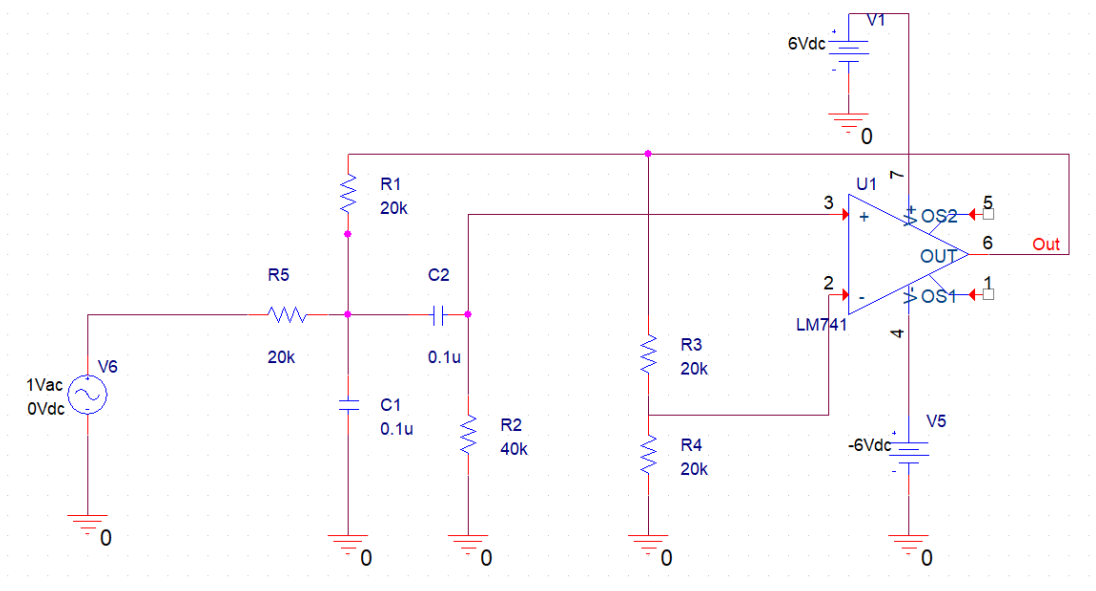 V1
6Vdc
0
R1
20k
U1
7
5
3
+
V+
OS2
6
Out
OUT
R5
C2
2
-
V-
OS1
1
LM741
4
20k
0.1u
R3
20k
V6
1Vac
0Vdc
C1
0.1u
R2
40k
R4
20k
V5
-6Vdc
0
0
0
0
0